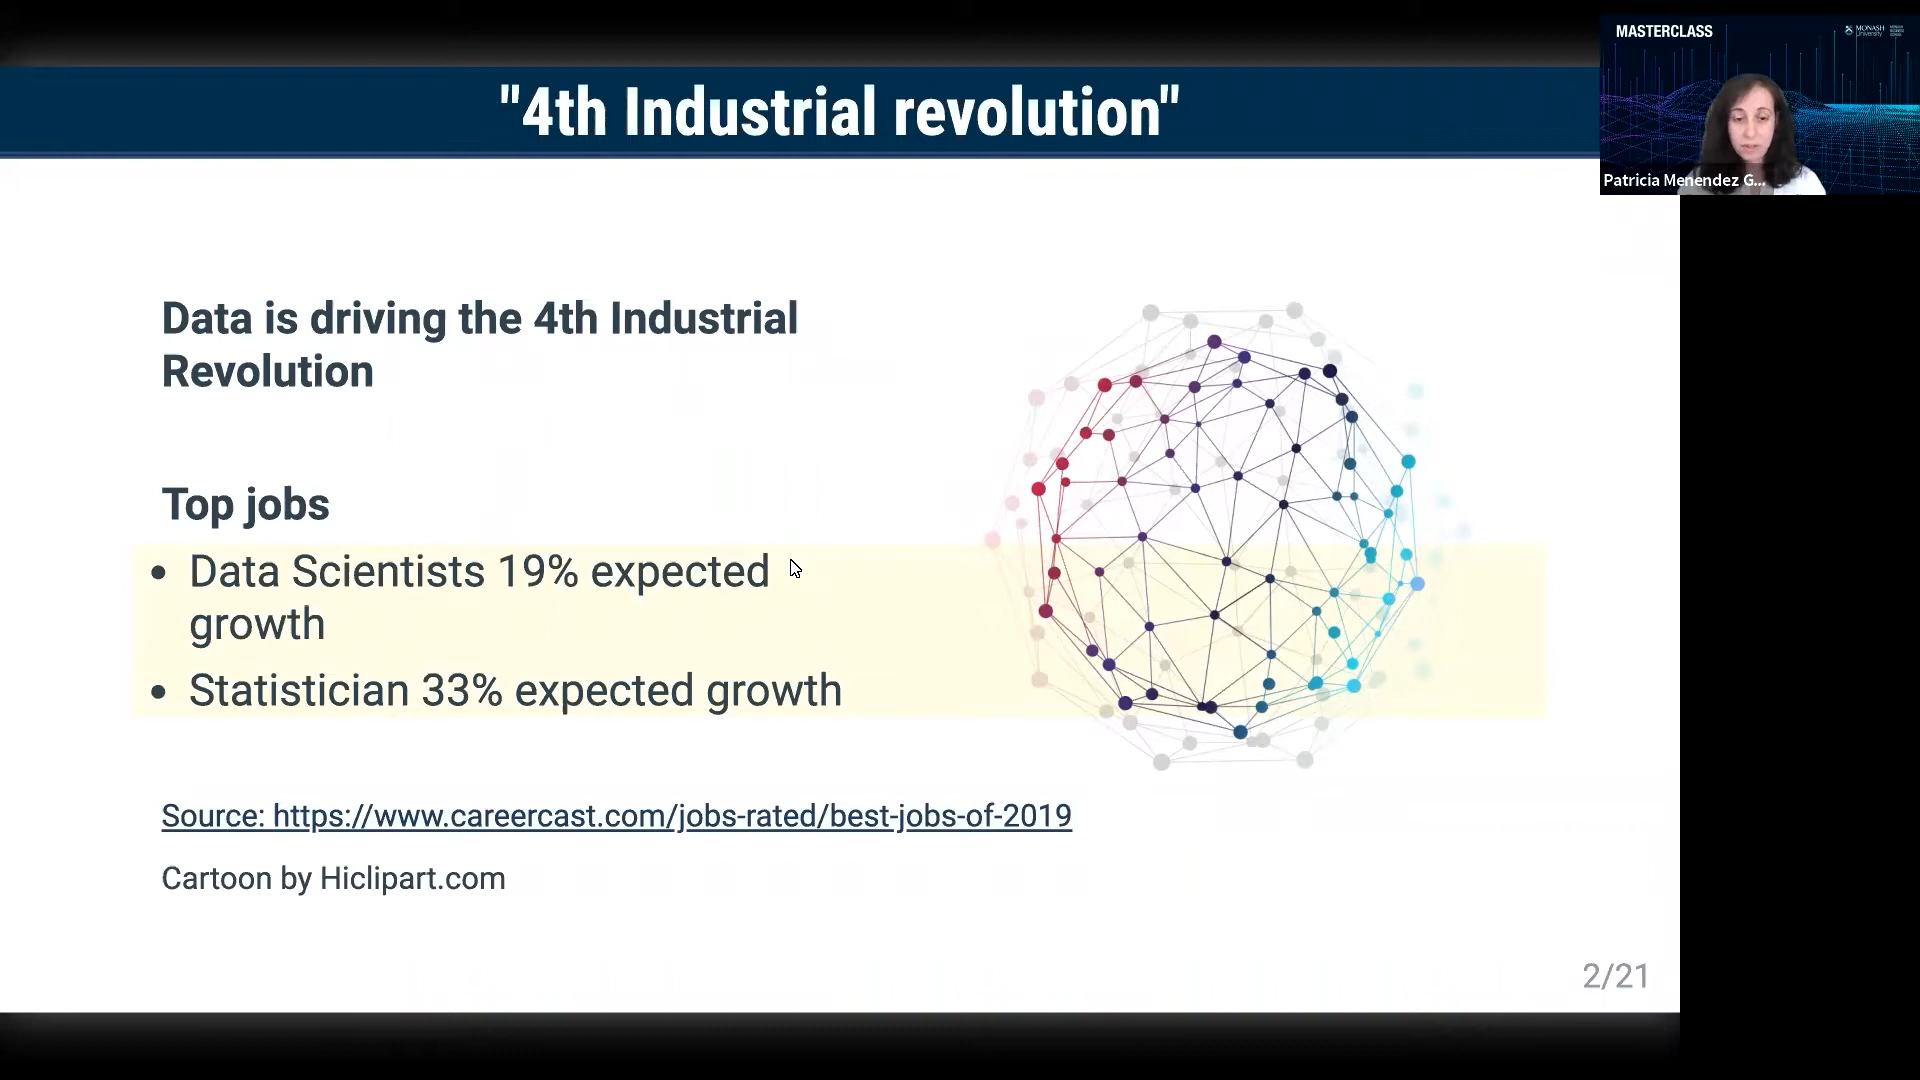 "4th Industrial revolution"
MASTERCLASS
MONASH
University
Patricia Menendez G...
Data is driving the 4th Industrial
Revolution
Top jobs
• Data Scientists 19% expected
growth
• Statistician 33% expected growth
Source: https://www.careercast.com/jobs-rated/best-jobs-of-2019
Cartoon by Hiclipart.com
2/21